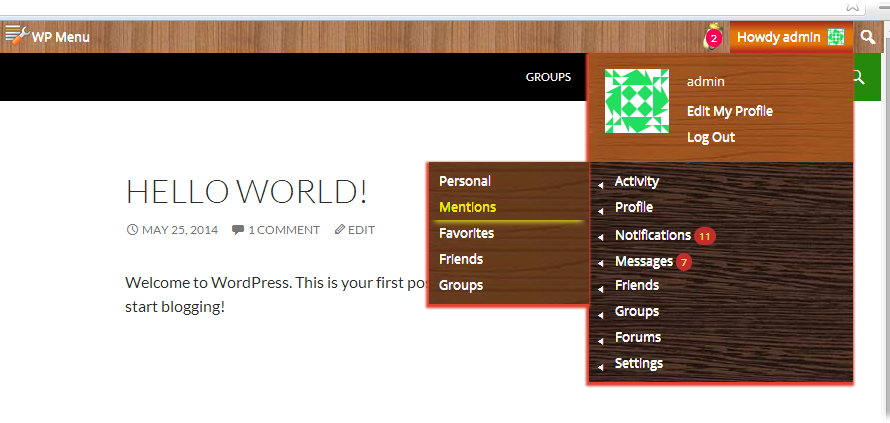 WP Menu
2
Howdy admin
GROUPS
admin
Edit My Profile
Log Out
Personal
Mentions
Favorites
Friends
Groups
Activity
Profile
Notifications 11
Messages 7
Friends
Groups
Forums
Settings
HELLO WORLD!
MAY 25, 2014 1 COMMENT EDIT
Welcome to WordPress. This is your first pos
start blogging!